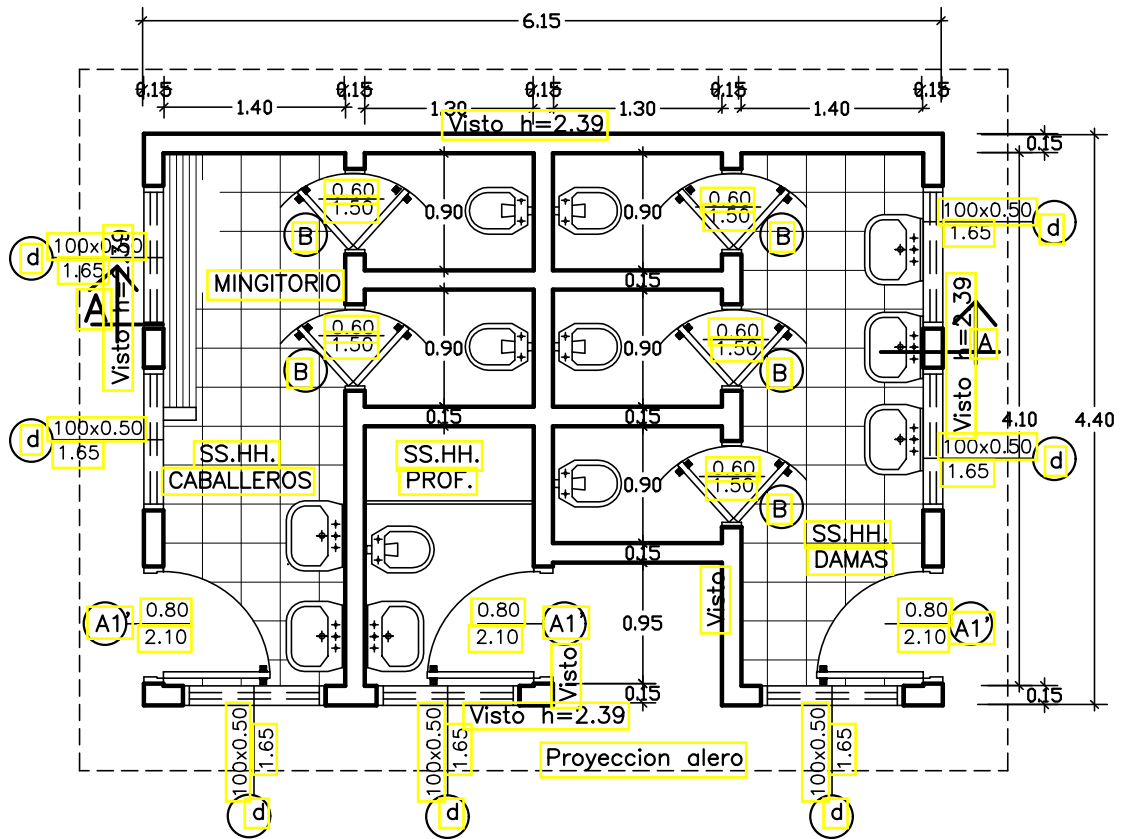 6.15
0.15 0.15 0.15 0.15 0.15
1.40 1.30 1.30 1.40
Visto h=2.39
0.15
0.60
1.50
B
0.90
0.90
0.60
1.50
B
100x0.50
1.65
d
d
100x0.50
1.65
MINGITORIO
0.15
A
Visto h=2.39
Visto h=2.39
A
0.60
1.50
B
0.90
0.90
0.60
1.50
B
0.15
0.15
4.10
4.40
d
100x0.50
1.65
100x0.50
1.65
d
SS.HH.
CABALLEROS
SS.HH.
PROF.
0.90
0.60
1.50
B
SS.HH.
DAMAS
0.15
Visto
A1'
0.80
2.10
0.80
2.10
A1'
0.95
0.80
2.10
A1'
Visto
0.15
0.15
Visto h=2.39
100x0.50
1.65
100x0.50
1.65
100x0.50
1.65
Proyeccion alero
d
d
d